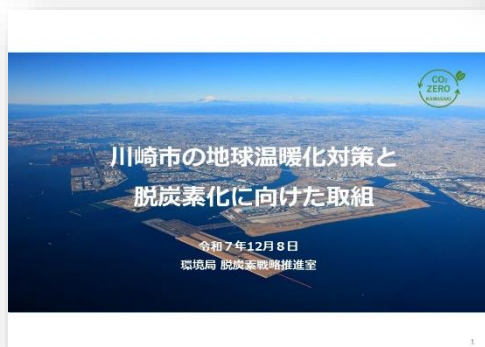 CO₂
ZERO
KAWASAKI
川崎市の地球温暖化対策と
脱炭素化に向けた取組
令和7年12月8日
環境局 脱炭素戦略推進室
1